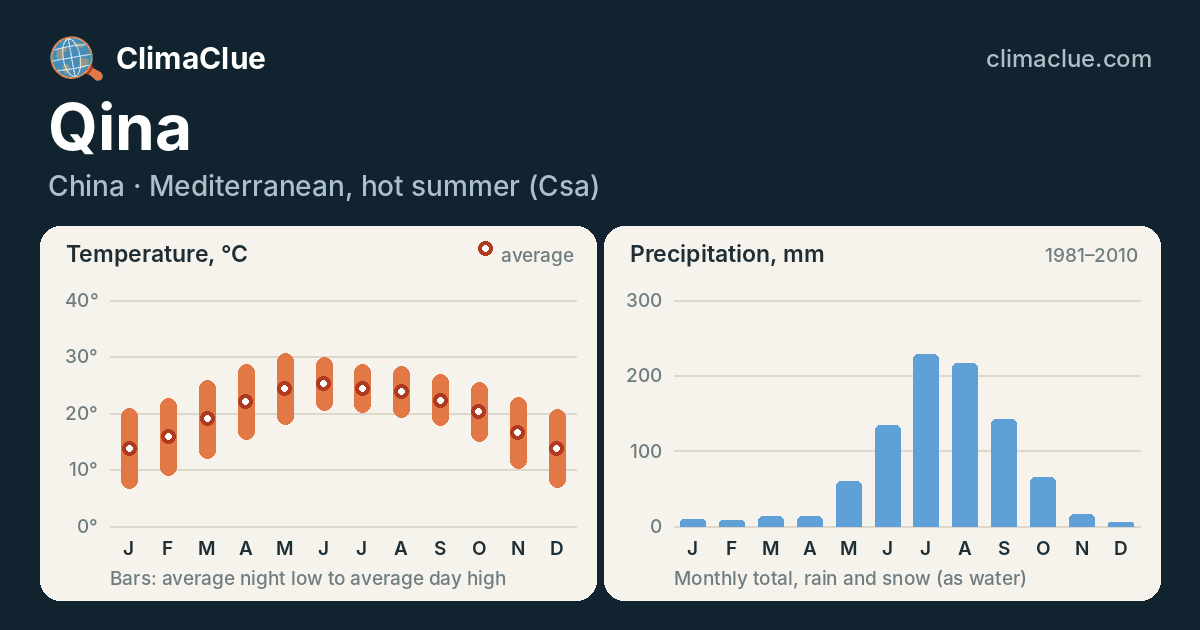 ClimaClue
climaclue.com
Qina
China · Mediterranean, hot summer (Csa)
Temperature, °C
average
40°
30°
20°
10°
0°
J F M A M J J A S O N D
Bars: average night low to average day high
Precipitation, mm
1981–2010
300
200
100
0
J F M A M J J A S O N D
Monthly total, rain and snow (as water)